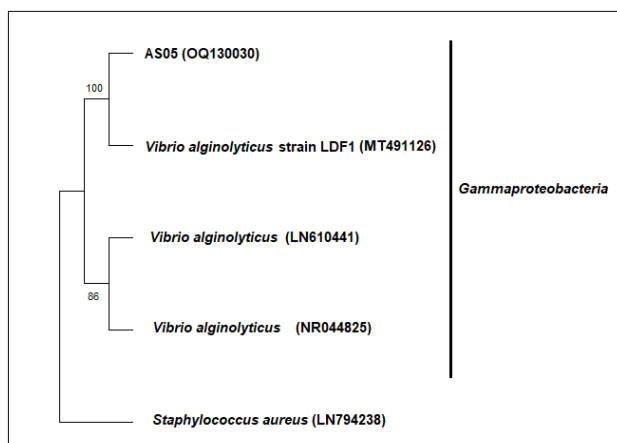 AS05 (OQ130030)
100
Vibrio alginolyticus strain LDF1 (MT491126)
Gammaproteobacteria
Vibrio alginolyticus (LN610441)
86
Vibrio alginolyticus (NR044825)
Staphylococcus aureus (LN794238)